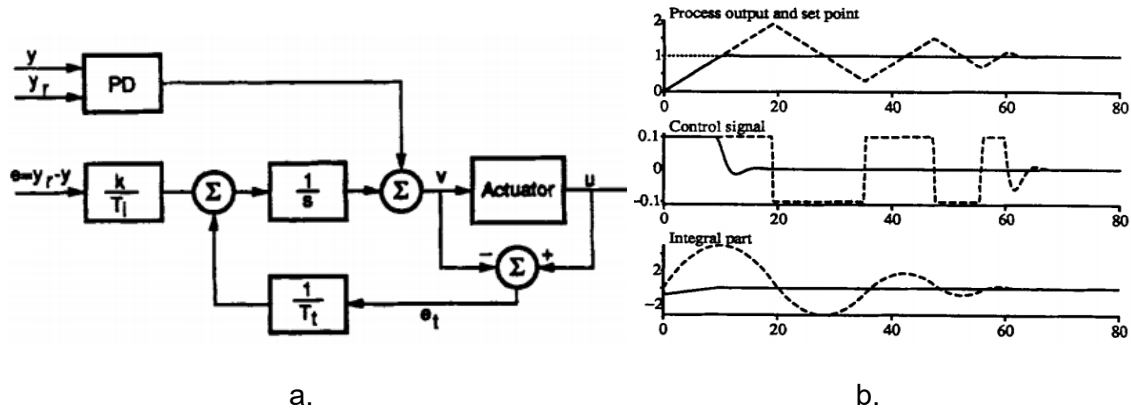 y
y_r
PD
e=y_r-y
k
T_i
Σ
1
s
Σ
v
Actuator
u
−
Σ
+
1
T_t
e_t
a.
Process output and set point
2
1
0
0 20 40 60 80
Control signal
0.1
0
−0.1
0 20 40 60 80
Integral part
2
−2
0 20 40 60 80
b.